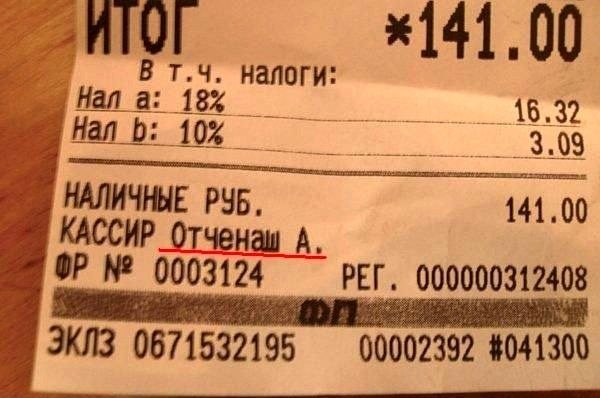 ИТОГ *141.00
В т.ч. налоги:
Нал a: 18% 16.32
Нал b: 10% 3.09
НАЛИЧНЫЕ РУБ. 141.00
КАССИР Отченаш А.
ФР № 0003124 РЕГ. 000000312408
ФП
ЭКЛЗ 0671532195 00002392 #041300